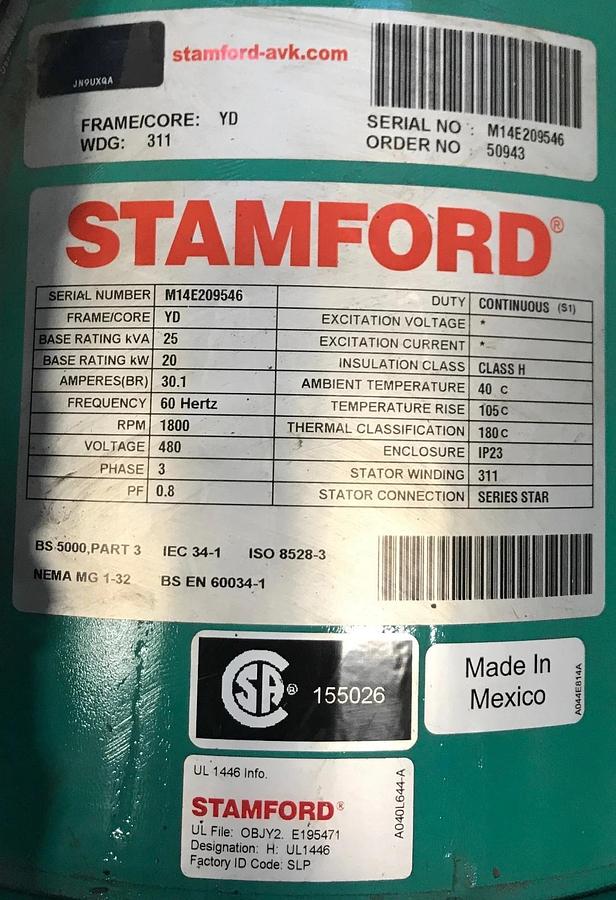 stamford-avk.com
JN9UXQA
FRAME/CORE: YD
WDG: 311
SERIAL NO : M14E209546
ORDER NO : 50943
STAMFORD®
SERIAL NUMBER M14E209546
FRAME/CORE YD
BASE RATING kVA 25
BASE RATING kW 20
AMPERES(BR) 30.1
FREQUENCY 60 Hertz
RPM 1800
VOLTAGE 480
PHASE 3
PF 0.8
DUTY CONTINUOUS (S1)
EXCITATION VOLTAGE *
EXCITATION CURRENT *
INSULATION CLASS CLASS H
AMBIENT TEMPERATURE 40 C
TEMPERATURE RISE 105 C
THERMAL CLASSIFICATION 180 C
ENCLOSURE IP23
STATOR WINDING 311
STATOR CONNECTION SERIES STAR
BS 5000,PART 3 IEC 34-1 ISO 8528-3
NEMA MG 1-32 BS EN 60034-1
SA ® 155026
Made In
Mexico
A044E814A
UL 1446 Info.
STAMFORD®
UL File: OBJY2. E195471
Designation: H: UL1446
Factory ID Code: SLP
A040L644-A